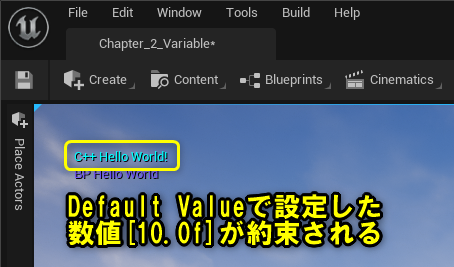 File Edit Window Tools Build Help
Chapter_2_Variable*
Create Content Blueprints Cinematics
Place Actors
C++ Hello World!
BP Hello World
Default Valueで設定した
数値[10.0f]が約束される